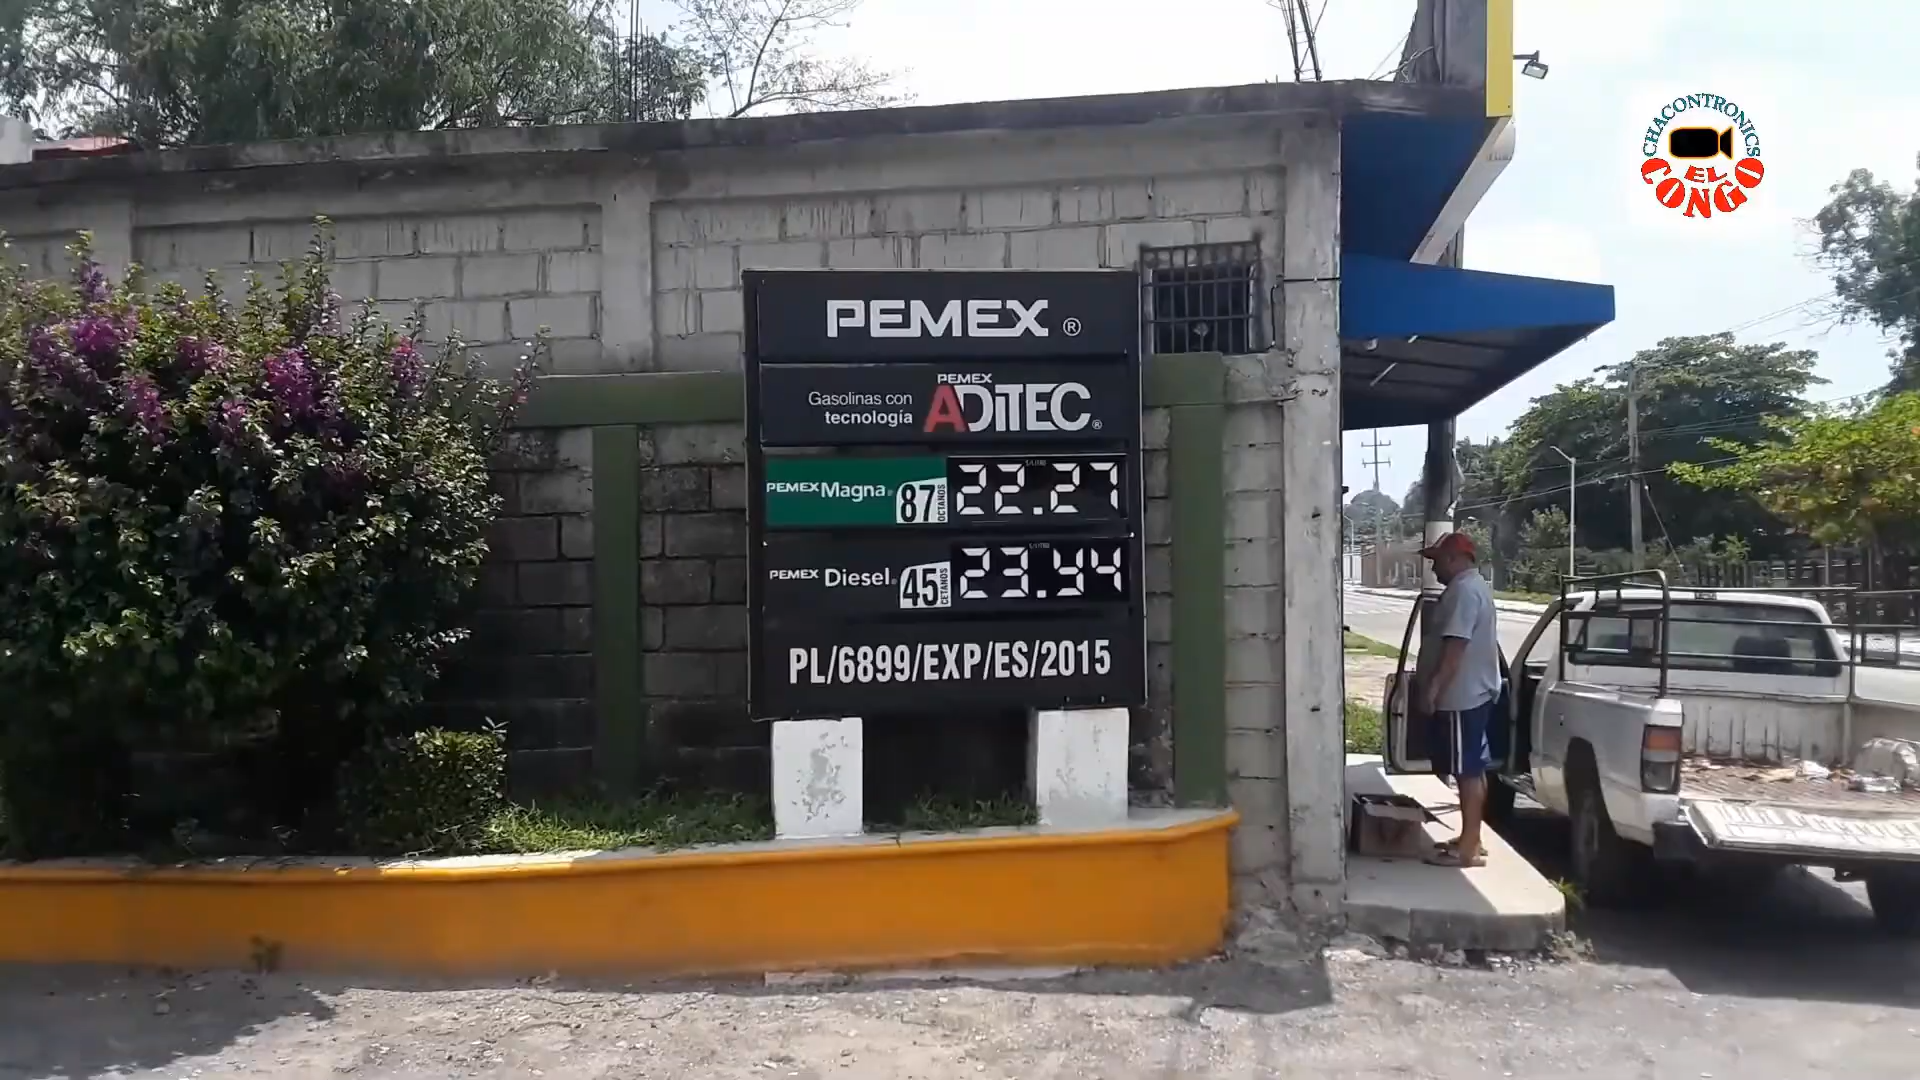 CHACONTRONICS
EL
CONGO
PEMEX ®
Gasolinas con
tecnología
PEMEX
ADITEC®
PEMEX Magna 87 OCTANOS 22.27
PEMEX Diesel 45 CETANOS 23.94
PL/6899/EXP/ES/2015